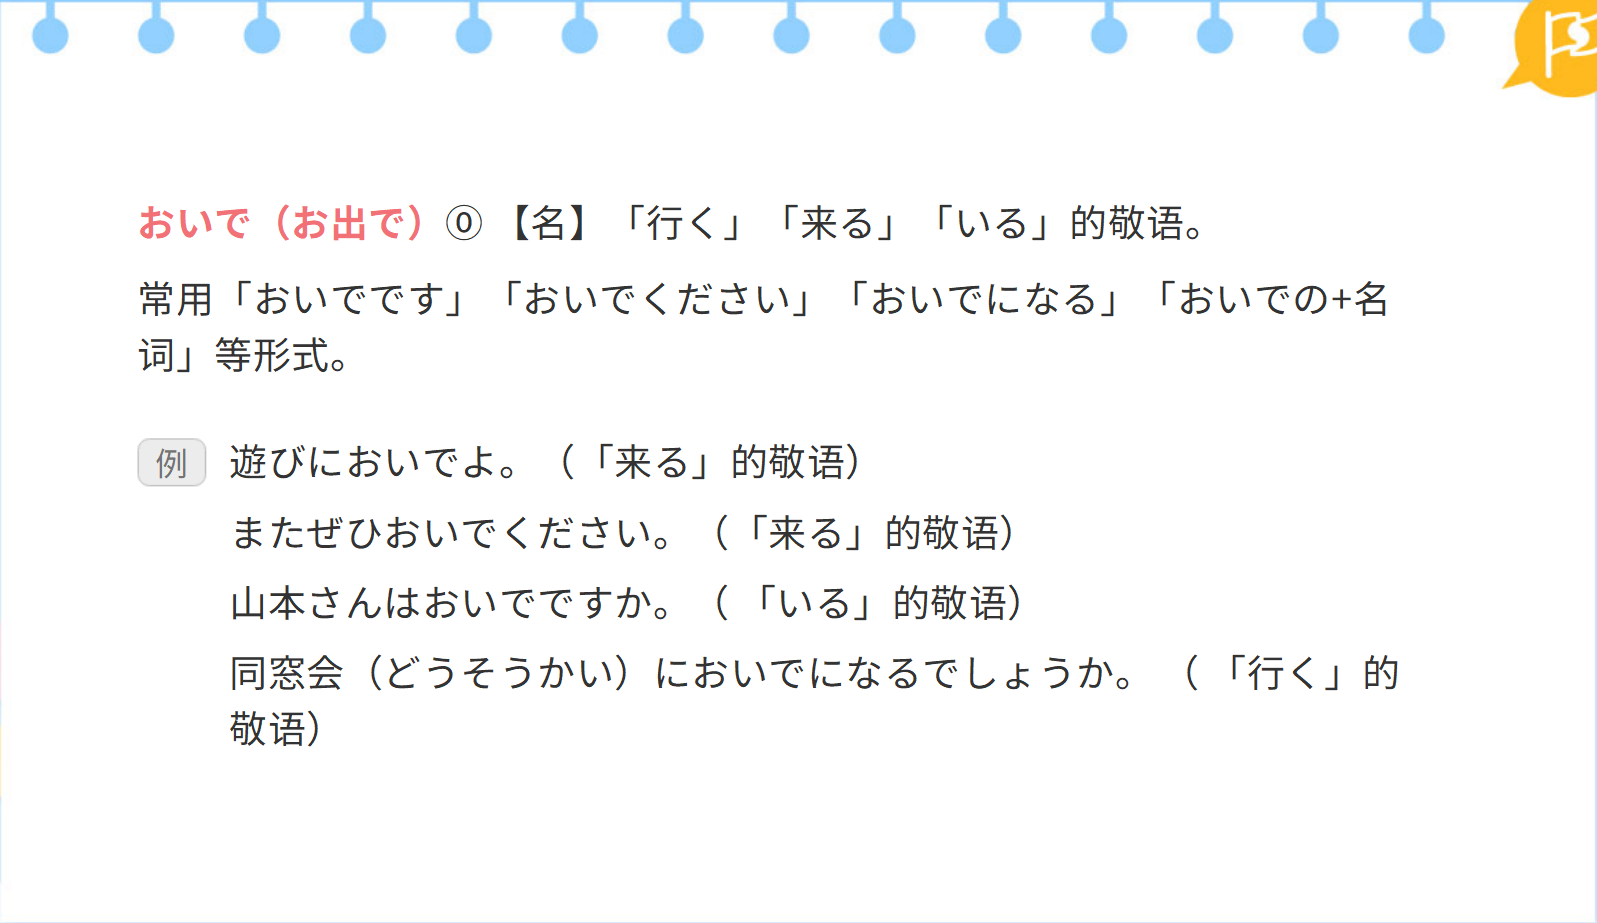 おいで（お出で）⓪ 【名】「行く」「来る」「いる」的敬语。
常用「おいでです」「おいでください」「おいでになる」「おいでの+名
词」等形式。
例 遊びにおいでよ。（「来る」的敬语）
またぜひおいでください。（「来る」的敬语）
山本さんはおいでですか。（ 「いる」的敬语）
同窓会（どうそうかい）においでになるでしょうか。 （ 「行く」的
敬语）